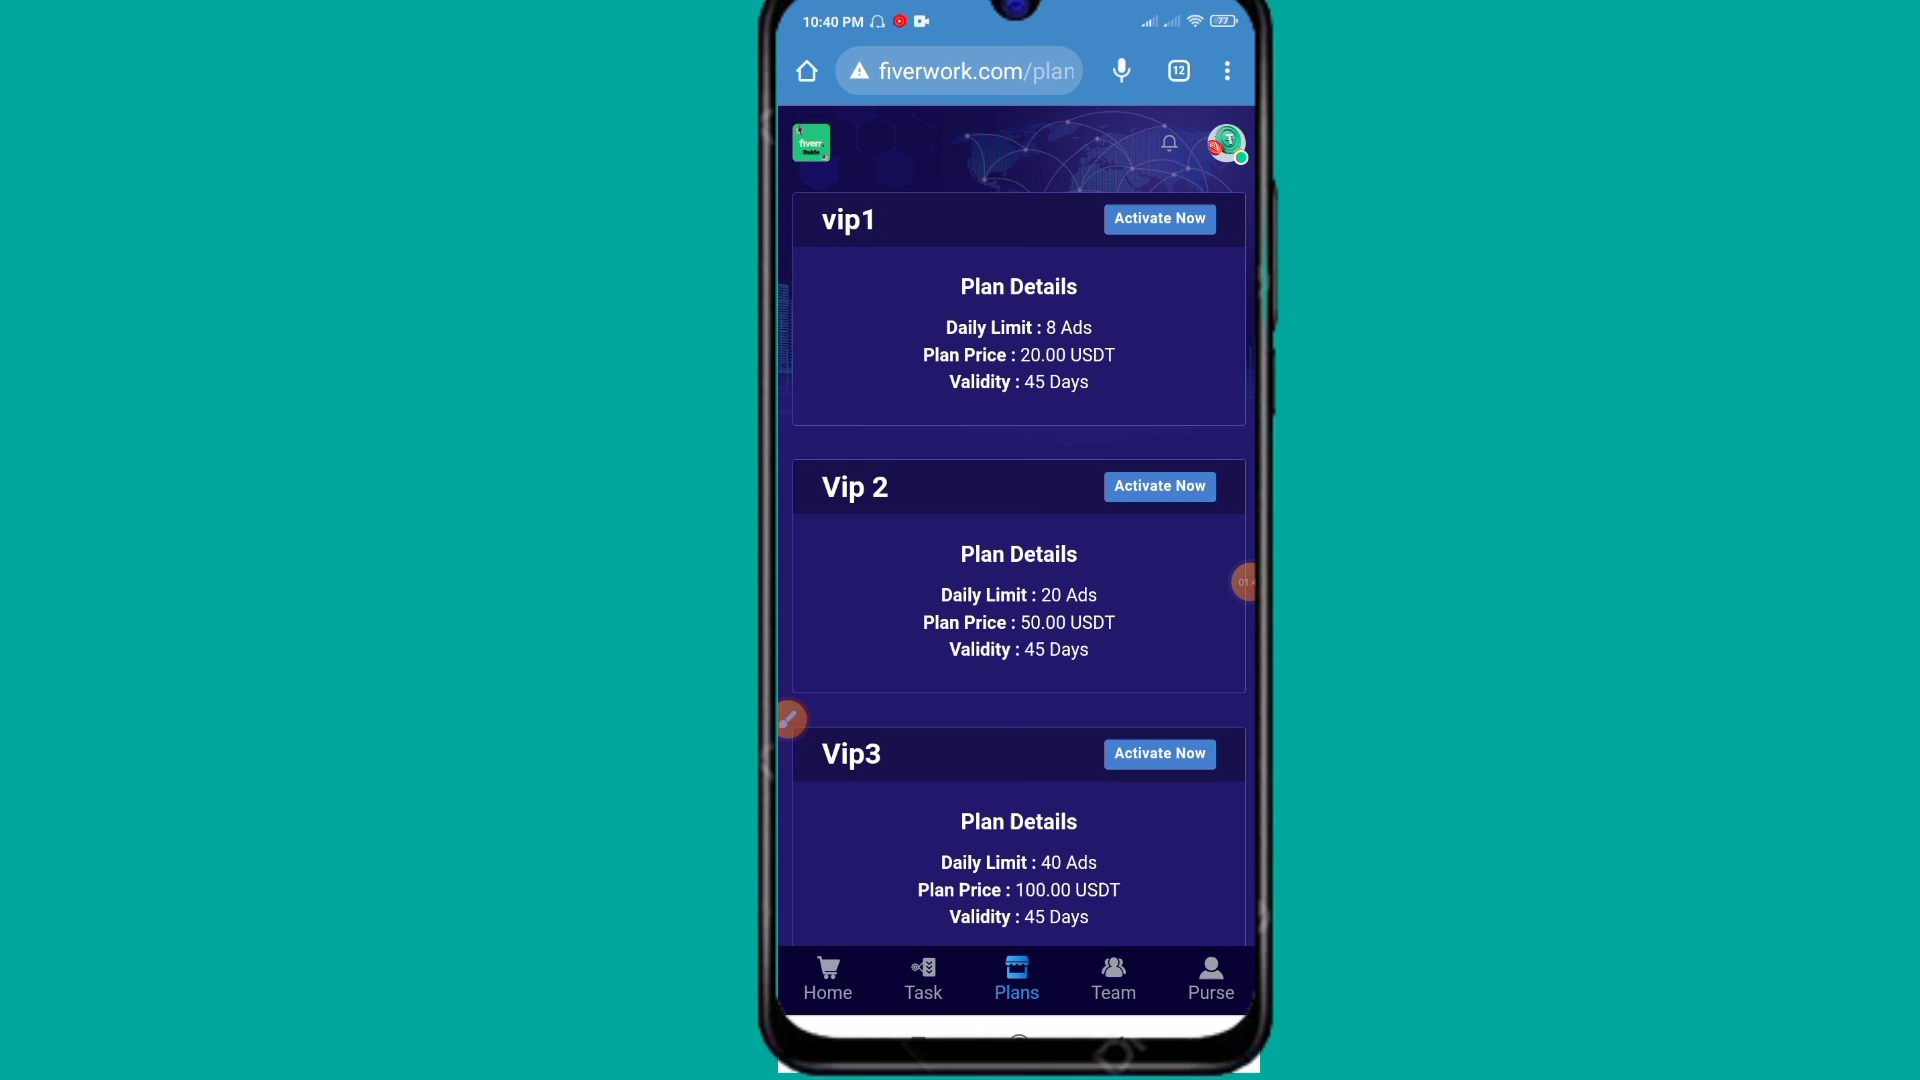 10:40 PM
77
fiverwork.com/plan
12
fiverr
vip1
Activate Now
Plan Details
Daily Limit : 8 Ads
Plan Price : 20.00 USDT
Validity : 45 Days
Vip 2
Activate Now
Plan Details
Daily Limit : 20 Ads
Plan Price : 50.00 USDT
Validity : 45 Days
Vip3
Activate Now
Plan Details
Daily Limit : 40 Ads
Plan Price : 100.00 USDT
Validity : 45 Days
Home
Task
Plans
Team
Purse